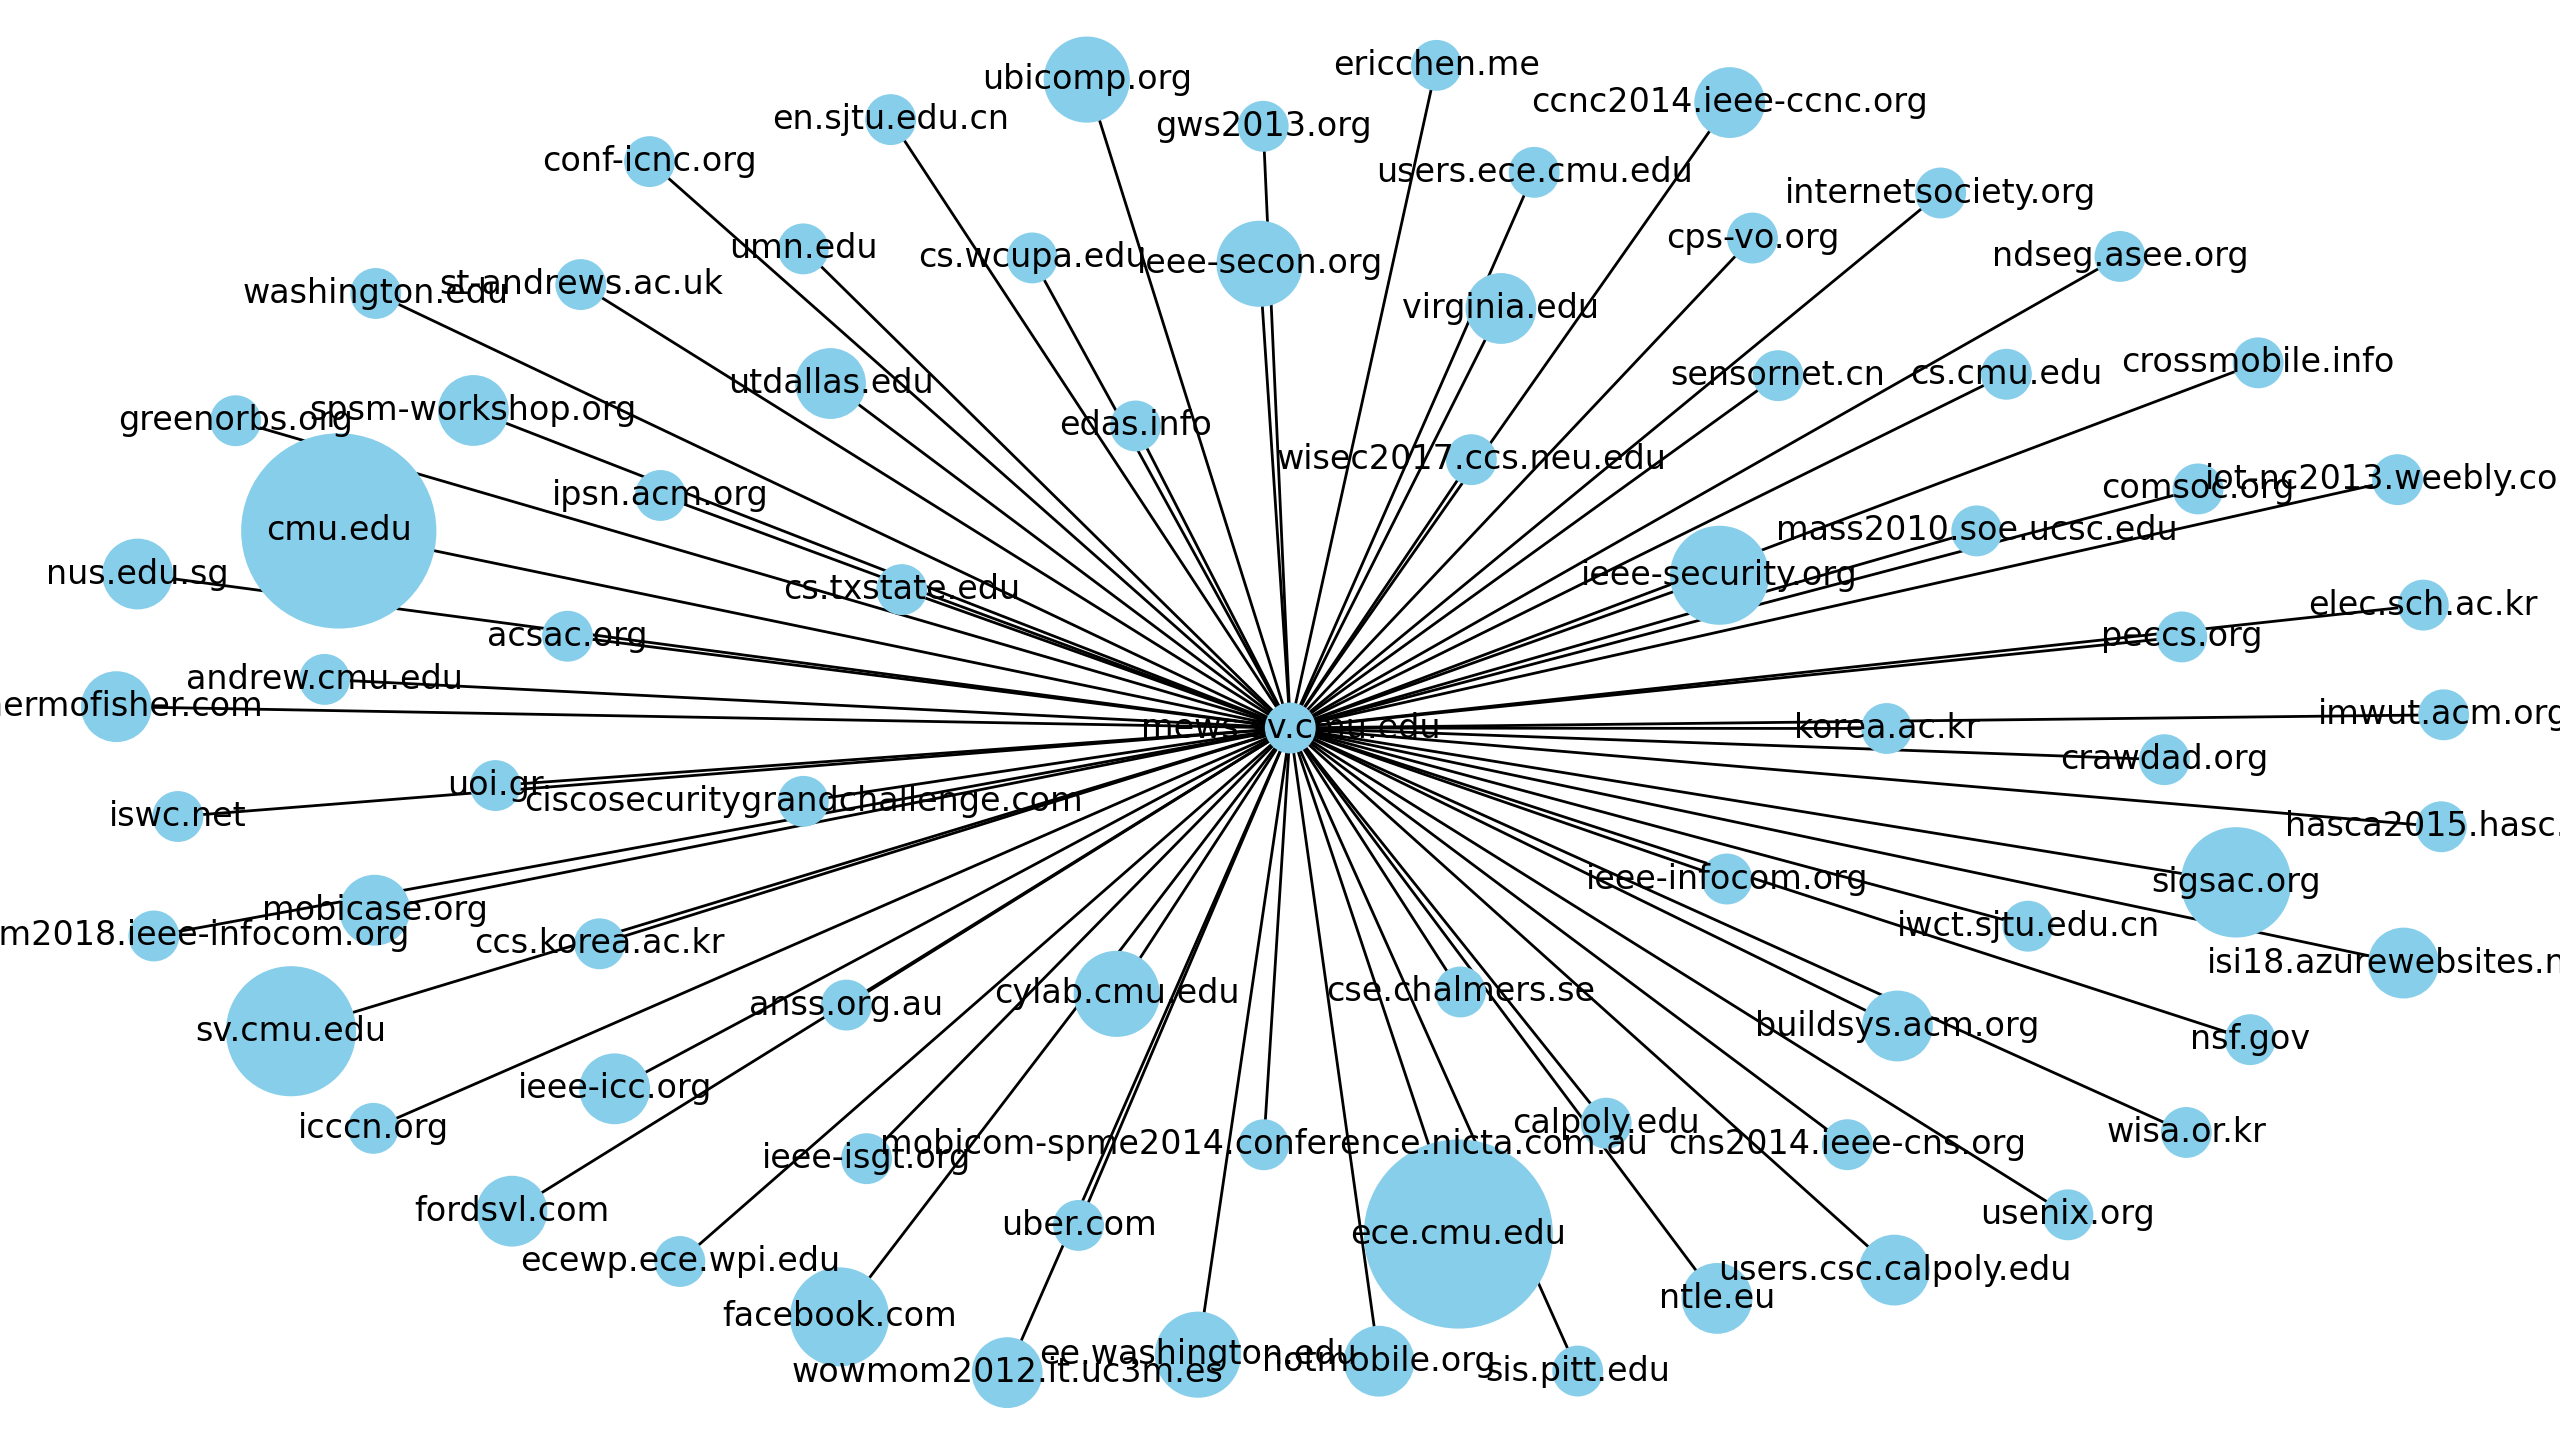 ericchen.me
ubicomp.org
ccnc2014.ieee-ccnc.org
en.sjtu.edu.cn
gws2013.org
conf-icnc.org
users.ece.cmu.edu
internetsociety.org
umn.edu
cs.wcupa.edu
ieee-secon.org
cps-vo.org
ndseg.asee.org
washington.edu
st-andrews.ac.uk
virginia.edu
utdallas.edu
sensornet.cn
cs.cmu.edu
crossmobile.info
greenorbs.org
spsm-workshop.org
edas.info
wisec2017.ccs.neu.edu
ipsn.acm.org
comsoc.org
iot-nc2013.weebly.co
cmu.edu
mass2010.soe.ucsc.edu
nus.edu.sg
cs.txstate.edu
ieee-security.org
elec.sch.ac.kr
acsac.org
peccs.org
andrew.cmu.edu
ermofisher.com
mews.sv.cmu.edu
korea.ac.kr
imwut.acm.org
crawdad.org
uoi.gr
ciscosecuritygrandchallenge.com
iswc.net
hasca2015.hasc.
ieee-infocom.org
sigsac.org
mobicase.org
m2018.ieee-infocom.org
ccs.korea.ac.kr
iwct.sjtu.edu.cn
isi18.azurewebsites.n
sv.cmu.edu
anss.org.au
cylab.cmu.edu
cse.chalmers.se
buildsys.acm.org
nsf.gov
ieee-icc.org
icccn.org
ieee-isgt.org
mobicom-spme2014.conference.nicta.com.au
calpoly.edu
cns2014.ieee-cns.org
wisa.or.kr
fordsvl.com
uber.com
ece.cmu.edu
usenix.org
ecewp.ece.wpi.edu
users.csc.calpoly.edu
facebook.com
ntle.eu
wowmom2012.it.uc3m.es
ee.washington.edu
hotmobile.org
sis.pitt.edu